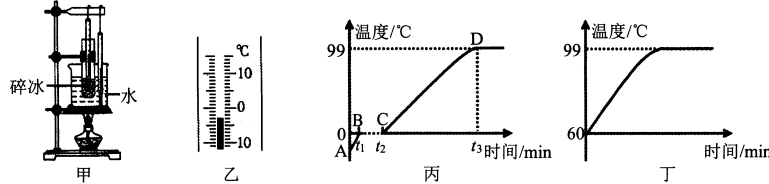 碎冰
水
甲
℃
10
0
10
乙
温度/℃
99
D
0
B
C
A
t₁
t₂
t₃
时间/min
丙
温度/℃
99
60
时间/min
丁